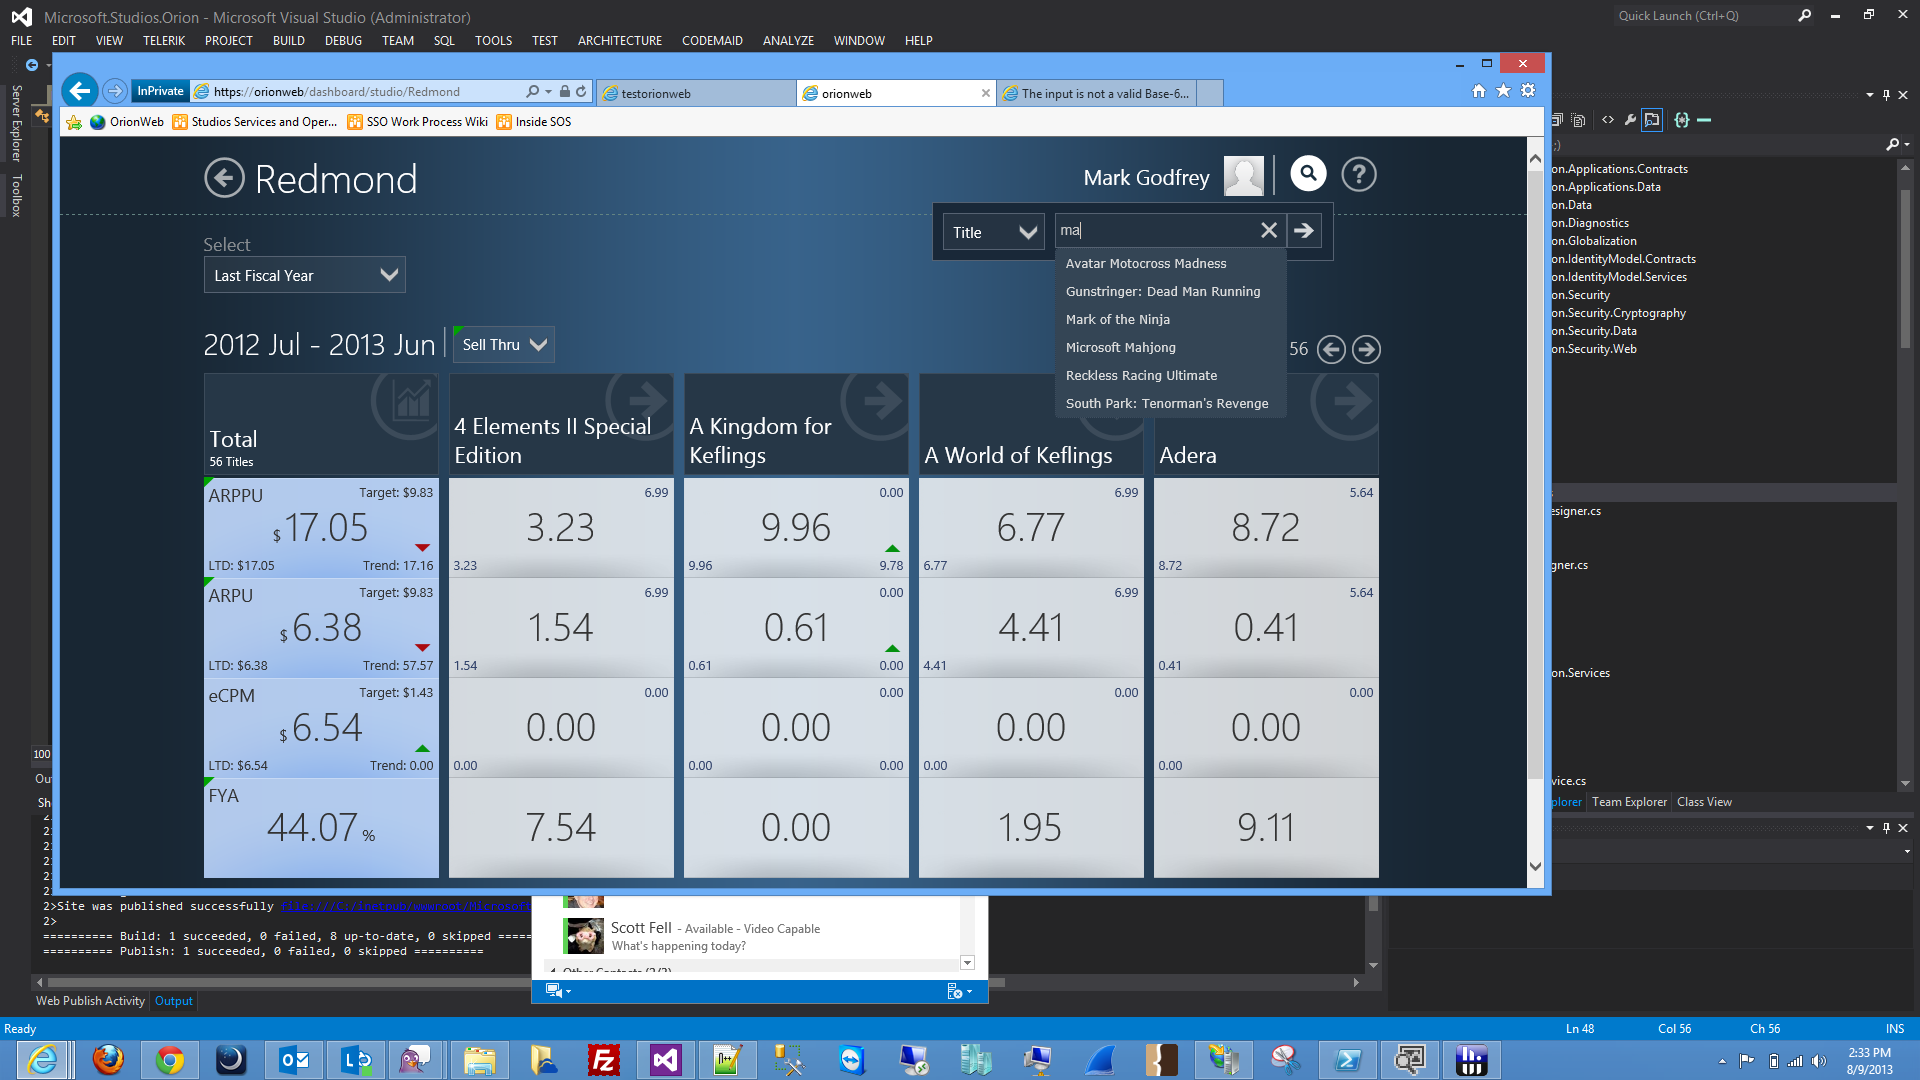 Microsoft.Studios.Orion - Microsoft Visual Studio (Administrator)
Quick Launch (Ctrl+Q)
FILE EDIT VIEW TELERIK PROJECT BUILD DEBUG TEAM SQL TOOLS TEST ARCHITECTURE CODEMAID ANALYZE WINDOW HELP
Server Explorer
Toolbox
InPrivate https://orionweb/dashboard/studio/Redmond
testorionweb
orionweb
The input is not a valid Base-6...
OrionWeb Studios Services and Oper... SSO Work Process Wiki Inside SOS
Redmond
Mark Godfrey
?
Title
ma
Avatar Motocross Madness
Gunstringer: Dead Man Running
Mark of the Ninja
Microsoft Mahjong
Reckless Racing Ultimate
South Park: Tenorman's Revenge
Select
Last Fiscal Year
2012 Jul - 2013 Jun
Sell Thru
56
Total
56 Titles
4 Elements II Special
Edition
A Kingdom for
Keflings
A World of Keflings
Adera
ARPPU Target: $9.83
$ 17.05
LTD: $17.05 Trend: 17.16
6.99
3.23
3.23
0.00
9.96
9.96 9.78
6.99
6.77
6.77
5.64
8.72
8.72
ARPU Target: $9.83
$ 6.38
LTD: $6.38 Trend: 57.57
6.99
1.54
1.54
0.00
0.61
0.61 0.00
6.99
4.41
4.41
5.64
0.41
0.41
eCPM Target: $1.43
$ 6.54
LTD: $6.54 Trend: 0.00
0.00
0.00
0.00
0.00
0.00
0.00 0.00
0.00
0.00
0.00
0.00
0.00
0.00
FYA
44.07 %
7.54
0.00
1.95
9.11
on.Applications.Contracts
on.Applications.Data
on.Data
on.Diagnostics
on.Globalization
on.IdentityModel.Contracts
on.IdentityModel.Services
on.Security
on.Security.Cryptography
on.Security.Data
on.Security.Web
esigner.cs
gner.cs
on.Services
vice.cs
plorer Team Explorer Class View
100
Ou
Sh
2>Site was published successfully
2>
========== Build: 1 succeeded, 0 failed, 8 up-to-date, 0 skipped =====
========== Publish: 1 succeeded, 0 failed, 0 skipped ==========
Scott Fell - Available - Video Capable
What's happening today?
Other Contacts (2/2)
Web Publish Activity Output
Ready
Ln 48 Col 56 Ch 56 INS
2:33 PM
8/9/2013